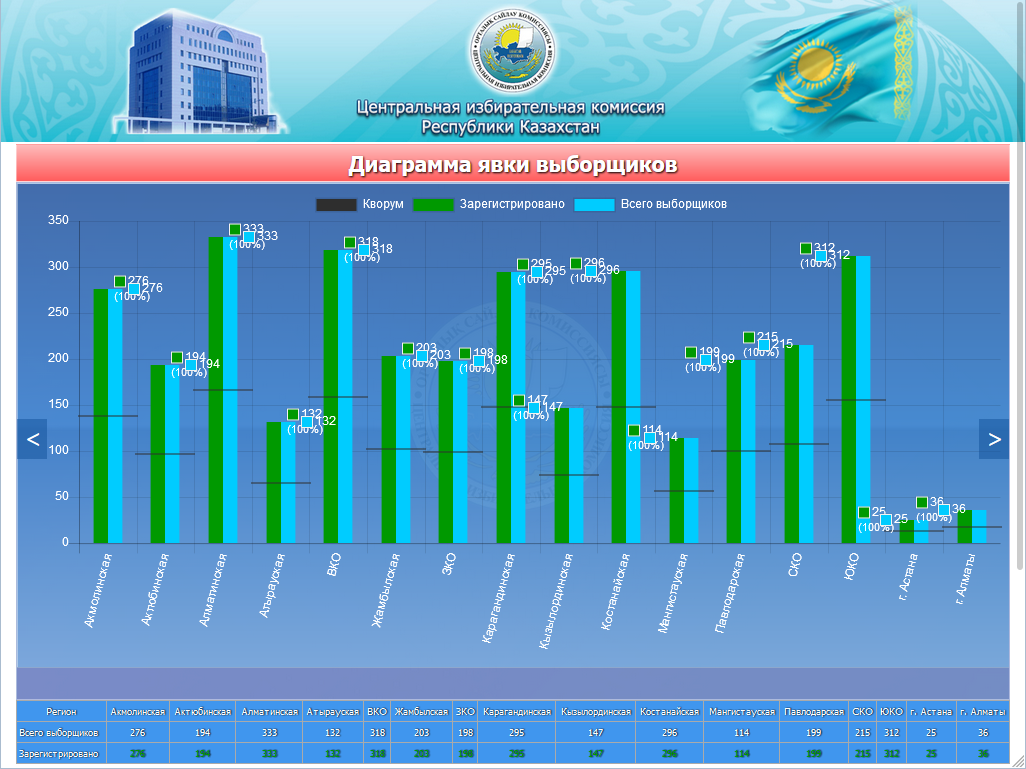 ОРТАЛЫҚ САЙЛАУ КОМИССИЯСЫ
ЦЕНТРАЛЬНАЯ ИЗБИРАТЕЛЬНАЯ КОМИССИЯ
Центральная избирательная комиссия
Республики Казахстан
Диаграмма явки выборщиков
Кворум Зарегистрировано Всего выборщиков
350
300
250
200
150
100
50
0
276 276 (100%)
194 194 (100%)
333 333 (100%)
132 132 (100%)
318 318 (100%)
203 203 (100%)
198 198 (100%)
295 295 (100%)
147 147 (100%)
296 296 (100%)
114 114 (100%)
199 199 (100%)
215 215 (100%)
312 312 (100%)
25 25 (100%)
36 36 (100%)
< >
Акмолинская
Актюбинская
Алматинская
Атырауская
ВКО
Жамбылская
ЗКО
Карагандинская
Кызылординская
Костанайская
Мангистауская
Павлодарская
СКО
ЮКО
г. Астана
г. Алматы
Регион Акмолинская Актюбинская Алматинская Атырауская ВКО Жамбылская ЗКО Карагандинская Кызылординская Костанайская Мангистауская Павлодарская СКО ЮКО г. Астана г. Алматы
Всего выборщиков 276 194 333 132 318 203 198 295 147 296 114 199 215 312 25 36
Зарегистрировано 276 194 333 132 318 203 198 295 147 296 114 199 215 312 25 36